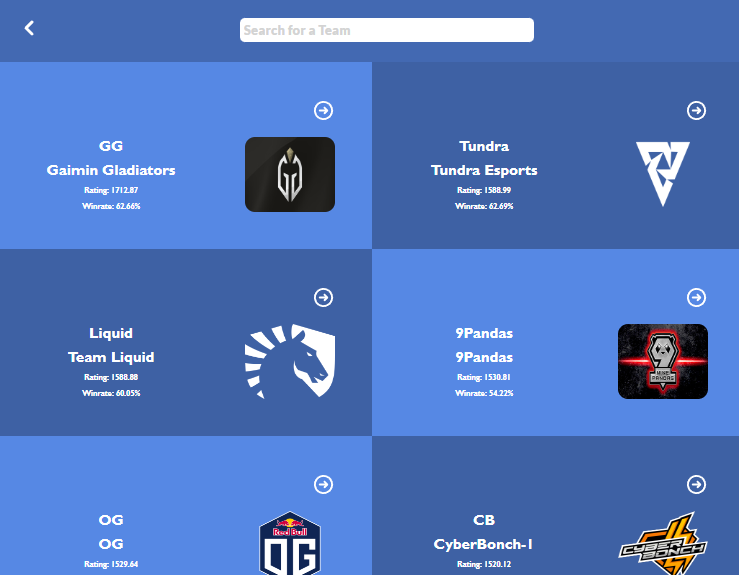 Search for a Team
GG
Gaimin Gladiators
Rating: 1712.87
Winrate: 62.66%
Tundra
Tundra Esports
Rating: 1588.99
Winrate: 62.69%
Liquid
Team Liquid
Rating: 1588.88
Winrate: 60.05%
9Pandas
9Pandas
Rating: 1530.81
Winrate: 54.22%
9
NINE
PANDAS
OG
OG
Rating: 1529.64
Red Bull
OG
CB
CyberBonch-1
Rating: 1520.12
CYBER
BONCH